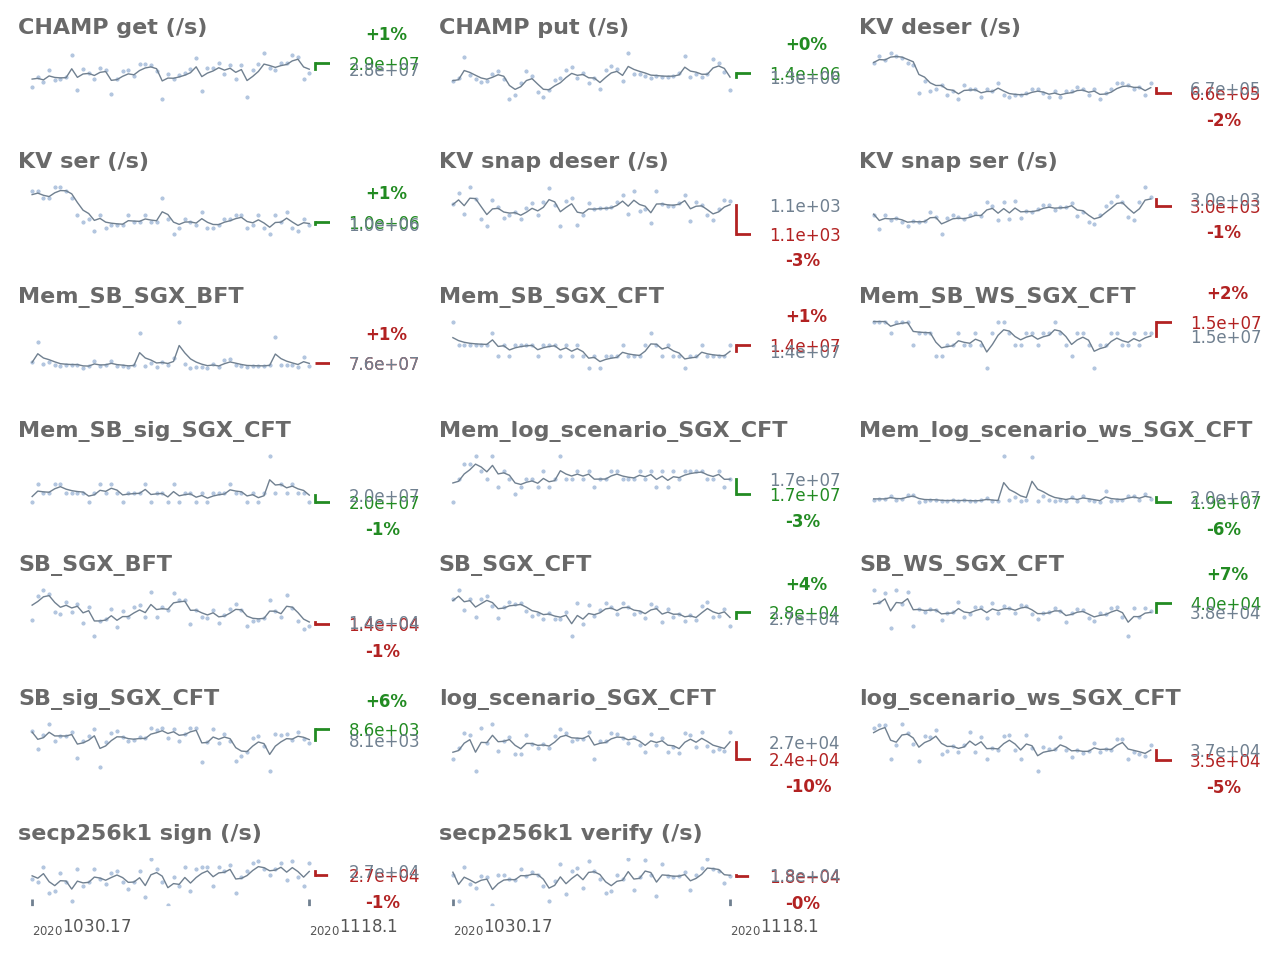 CHAMP get (/s)
+1%
2.9e+07
2.8e+07
CHAMP put (/s)
+0%
1.4e+06
1.3e+06
KV deser (/s)
6.7e+05
6.6e+05
-2%
KV ser (/s)
+1%
1.0e+06
1.0e+06
KV snap deser (/s)
1.1e+03
1.1e+03
-3%
KV snap ser (/s)
3.0e+03
3.0e+03
-1%
Mem_SB_SGX_BFT
+1%
7.6e+07
Mem_SB_SGX_CFT
+1%
1.4e+07
1.4e+07
Mem_SB_WS_SGX_CFT
+2%
1.5e+07
1.5e+07
Mem_SB_sig_SGX_CFT
2.0e+07
2.0e+07
-1%
Mem_log_scenario_SGX_CFT
1.7e+07
1.7e+07
-3%
Mem_log_scenario_ws_SGX_CFT
2.0e+07
1.9e+07
-6%
SB_SGX_BFT
1.4e+04
1.4e+04
-1%
SB_SGX_CFT
+4%
2.8e+04
2.7e+04
SB_WS_SGX_CFT
+7%
4.0e+04
3.8e+04
SB_sig_SGX_CFT
+6%
8.6e+03
8.1e+03
log_scenario_SGX_CFT
2.7e+04
2.4e+04
-10%
log_scenario_ws_SGX_CFT
3.7e+04
3.5e+04
-5%
secp256k1 sign (/s)
2.7e+04
2.7e+04
-1%
2020 1030.17
2020 1118.1
secp256k1 verify (/s)
1.8e+04
1.8e+04
-0%
2020 1030.17
2020 1118.1